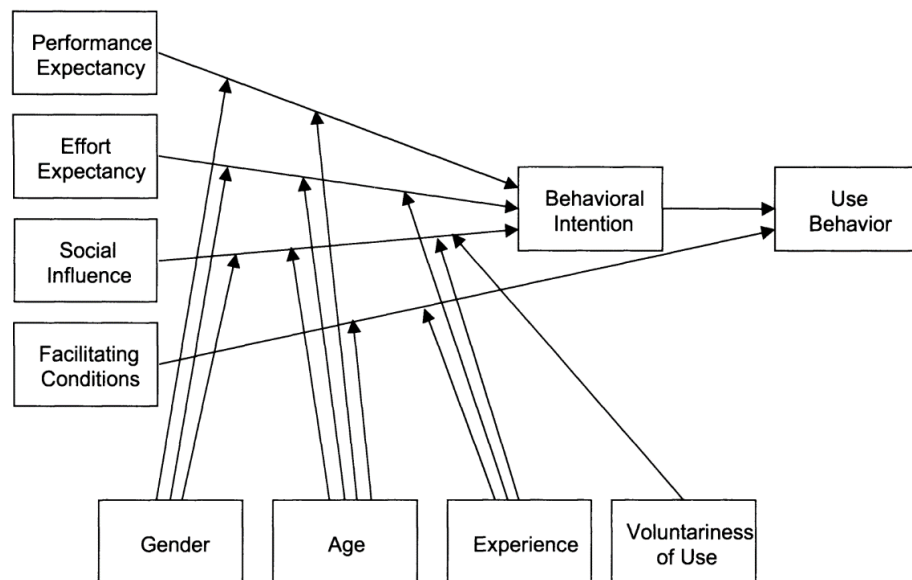 Performance
Expectancy
Effort
Expectancy
Social
Influence
Facilitating
Conditions
Behavioral
Intention
Use
Behavior
Gender
Age
Experience
Voluntariness
of Use